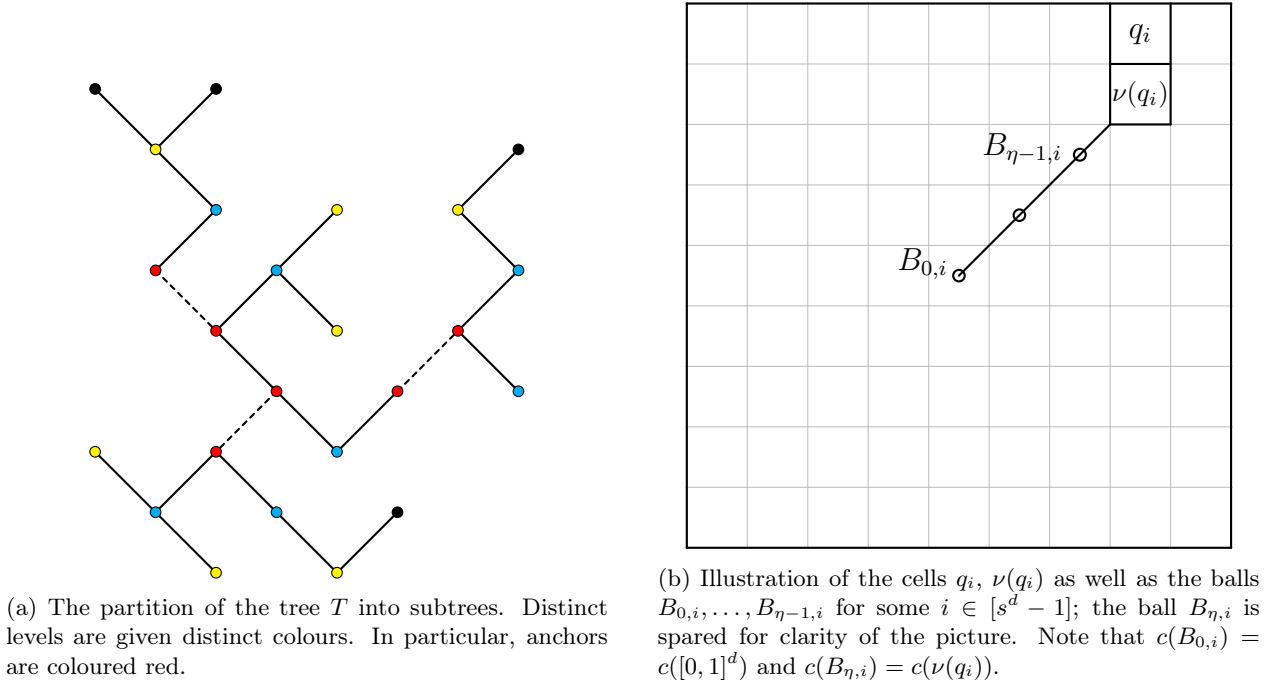 q_i
ν(q_i)
B_{η−1,i}
B_{0,i}
(a) The partition of the tree T into subtrees. Distinct
levels are given distinct colours. In particular, anchors
are coloured red.
(b) Illustration of the cells q_i, ν(q_i) as well as the balls
B_{0,i}, . . . , B_{η−1,i} for some i ∈ [s^d − 1]; the ball B_{η,i} is
spared for clarity of the picture. Note that c(B_{0,i}) =
c([0, 1]^d) and c(B_{η,i}) = c(ν(q_i)).